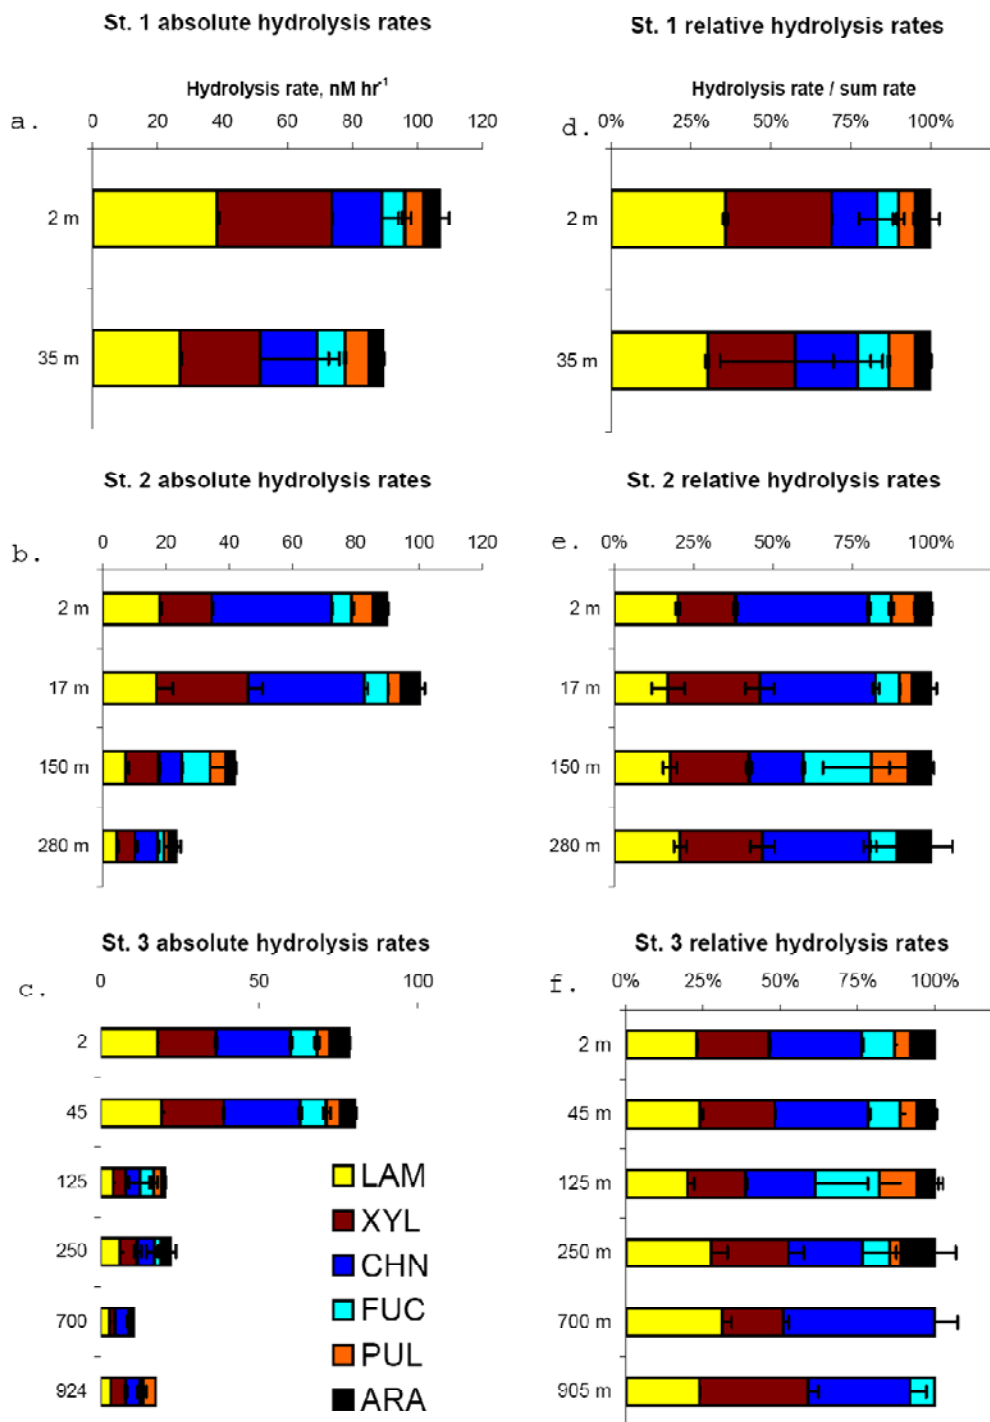 St. 1 absolute hydrolysis rates
St. 1 relative hydrolysis rates
Hydrolysis rate, nM hr⁻¹
Hydrolysis rate / sum rate
a.
0 20 40 60 80 100 120
d.
0% 25% 50% 75% 100%
2 m
2 m
35 m
35 m
St. 2 absolute hydrolysis rates
St. 2 relative hydrolysis rates
b.
0 20 40 60 80 100 120
e.
0% 25% 50% 75% 100%
2 m
2 m
17 m
17 m
150 m
150 m
280 m
280 m
St. 3 absolute hydrolysis rates
St. 3 relative hydrolysis rates
c.
0 50 100
f.
0% 25% 50% 75% 100%
2
2 m
45
45 m
125
125 m
250
250 m
700
700 m
924
905 m
LAM
XYL
CHN
FUC
PUL
ARA